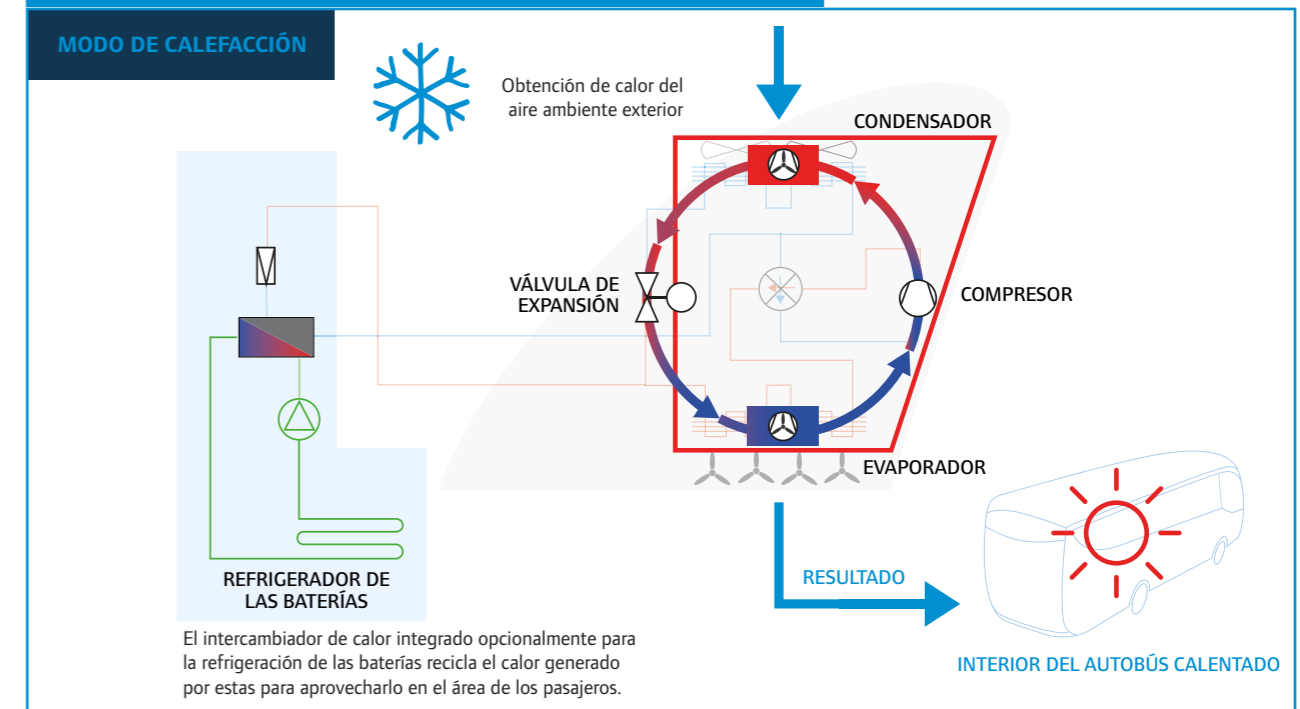 MODO DE CALEFACCIÓN
Obtención de calor del
aire ambiente exterior
CONDENSADOR
VÁLVULA DE
EXPANSIÓN
COMPRESOR
EVAPORADOR
REFRIGERADOR DE
LAS BATERÍAS
RESULTADO
El intercambiador de calor integrado opcionalmente para
la refrigeración de las baterías recicla el calor generado
por estas para aprovecharlo en el área de los pasajeros.
INTERIOR DEL AUTOBÚS CALENTADO